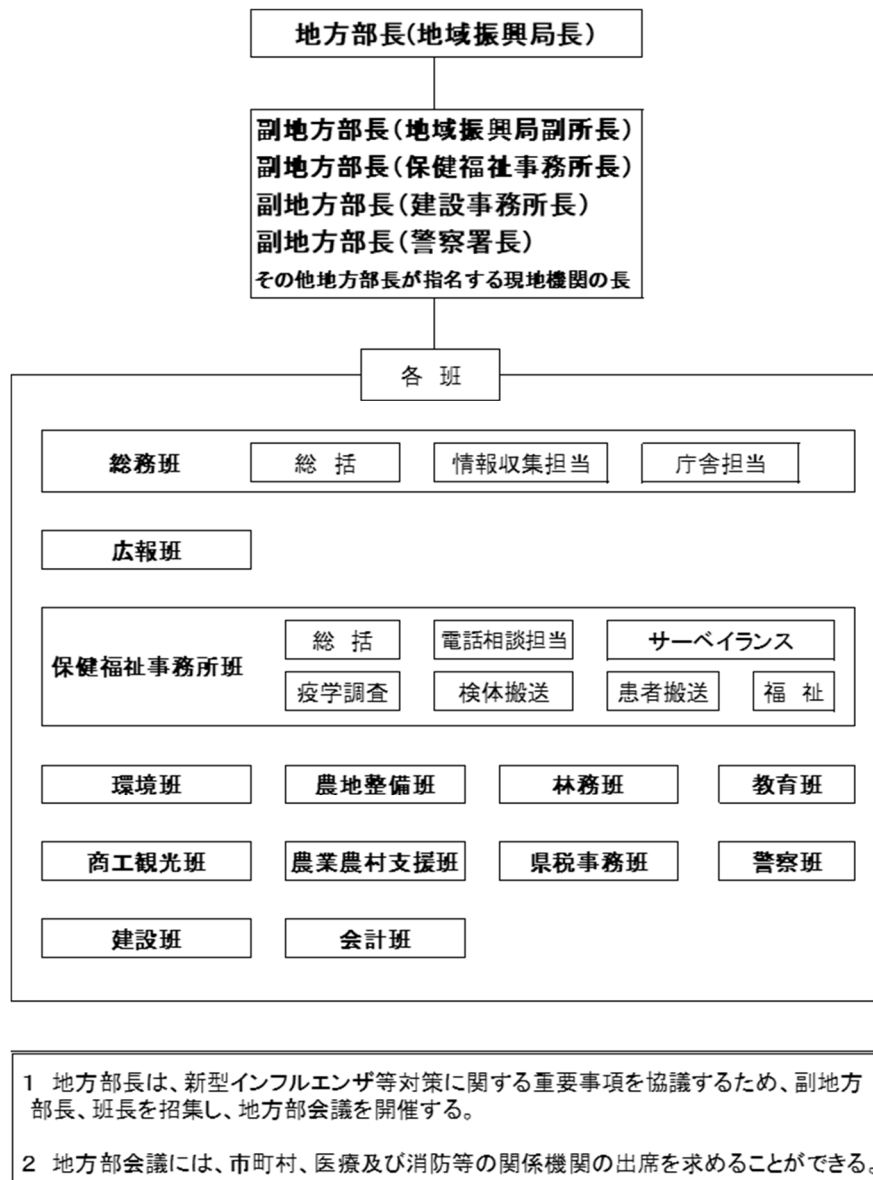 地方部長(地域振興局長)
副地方部長(地域振興局副所長)
副地方部長(保健福祉事務所長)
副地方部長(建設事務所長)
副地方部長(警察署長)
その他地方部長が指名する現地機関の長
各 班
総務班 総 括 情報収集担当 庁舎担当
広報班
保健福祉事務所班
総 括 電話相談担当 サーベイランス
疫学調査 検体搬送 患者搬送 福 祉
環境班 農地整備班 林務班 教育班
商工観光班 農業農村支援班 県税事務班 警察班
建設班 会計班
1 地方部長は、新型インフルエンザ等対策に関する重要事項を協議するため、副地方
部長、班長を招集し、地方部会議を開催する。
2 地方部会議には、市町村、医療及び消防等の関係機関の出席を求めることができる。